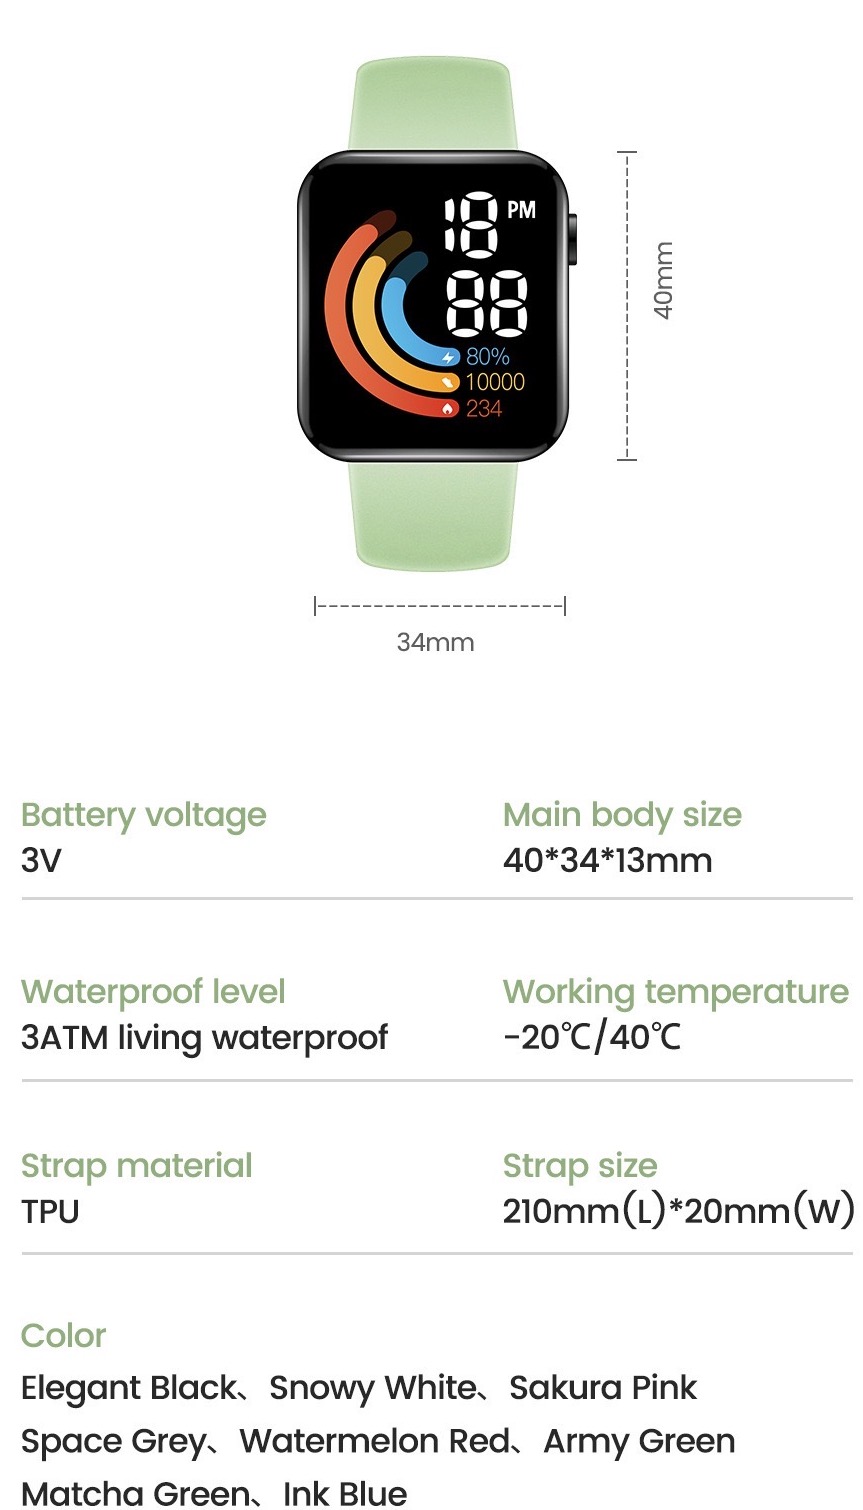 18 PM
88
80%
10000
234
40mm
34mm
Battery voltage
3V
Main body size
40*34*13mm
Waterproof level
3ATM living waterproof
Working temperature
-20℃/40℃
Strap material
TPU
Strap size
210mm(L)*20mm(W)
Color
Elegant Black、Snowy White、Sakura Pink
Space Grey、Watermelon Red、Army Green
Matcha Green、Ink Blue